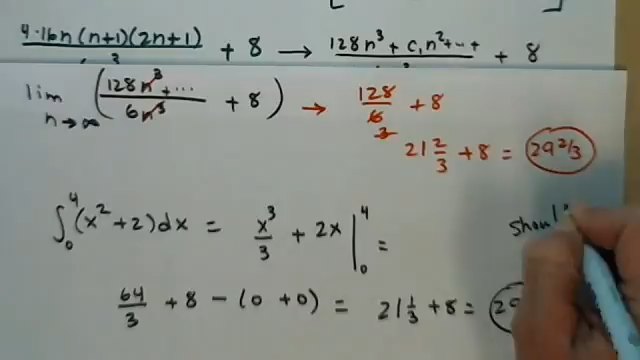 4·16n(n+1)(2n+1) + 8 → 128n³ + c₁n² + ··· + + 8
lim n→∞ (128n³ + ··· / 6n³ + 8) → 128/6 + 8
3
21 2/3 + 8 = 29 2/3
∫₀⁴ (x² + 2) dx = x³/3 + 2x |₀⁴ =
64/3 + 8 − (0 + 0) = 21 1/3 + 8 = 29